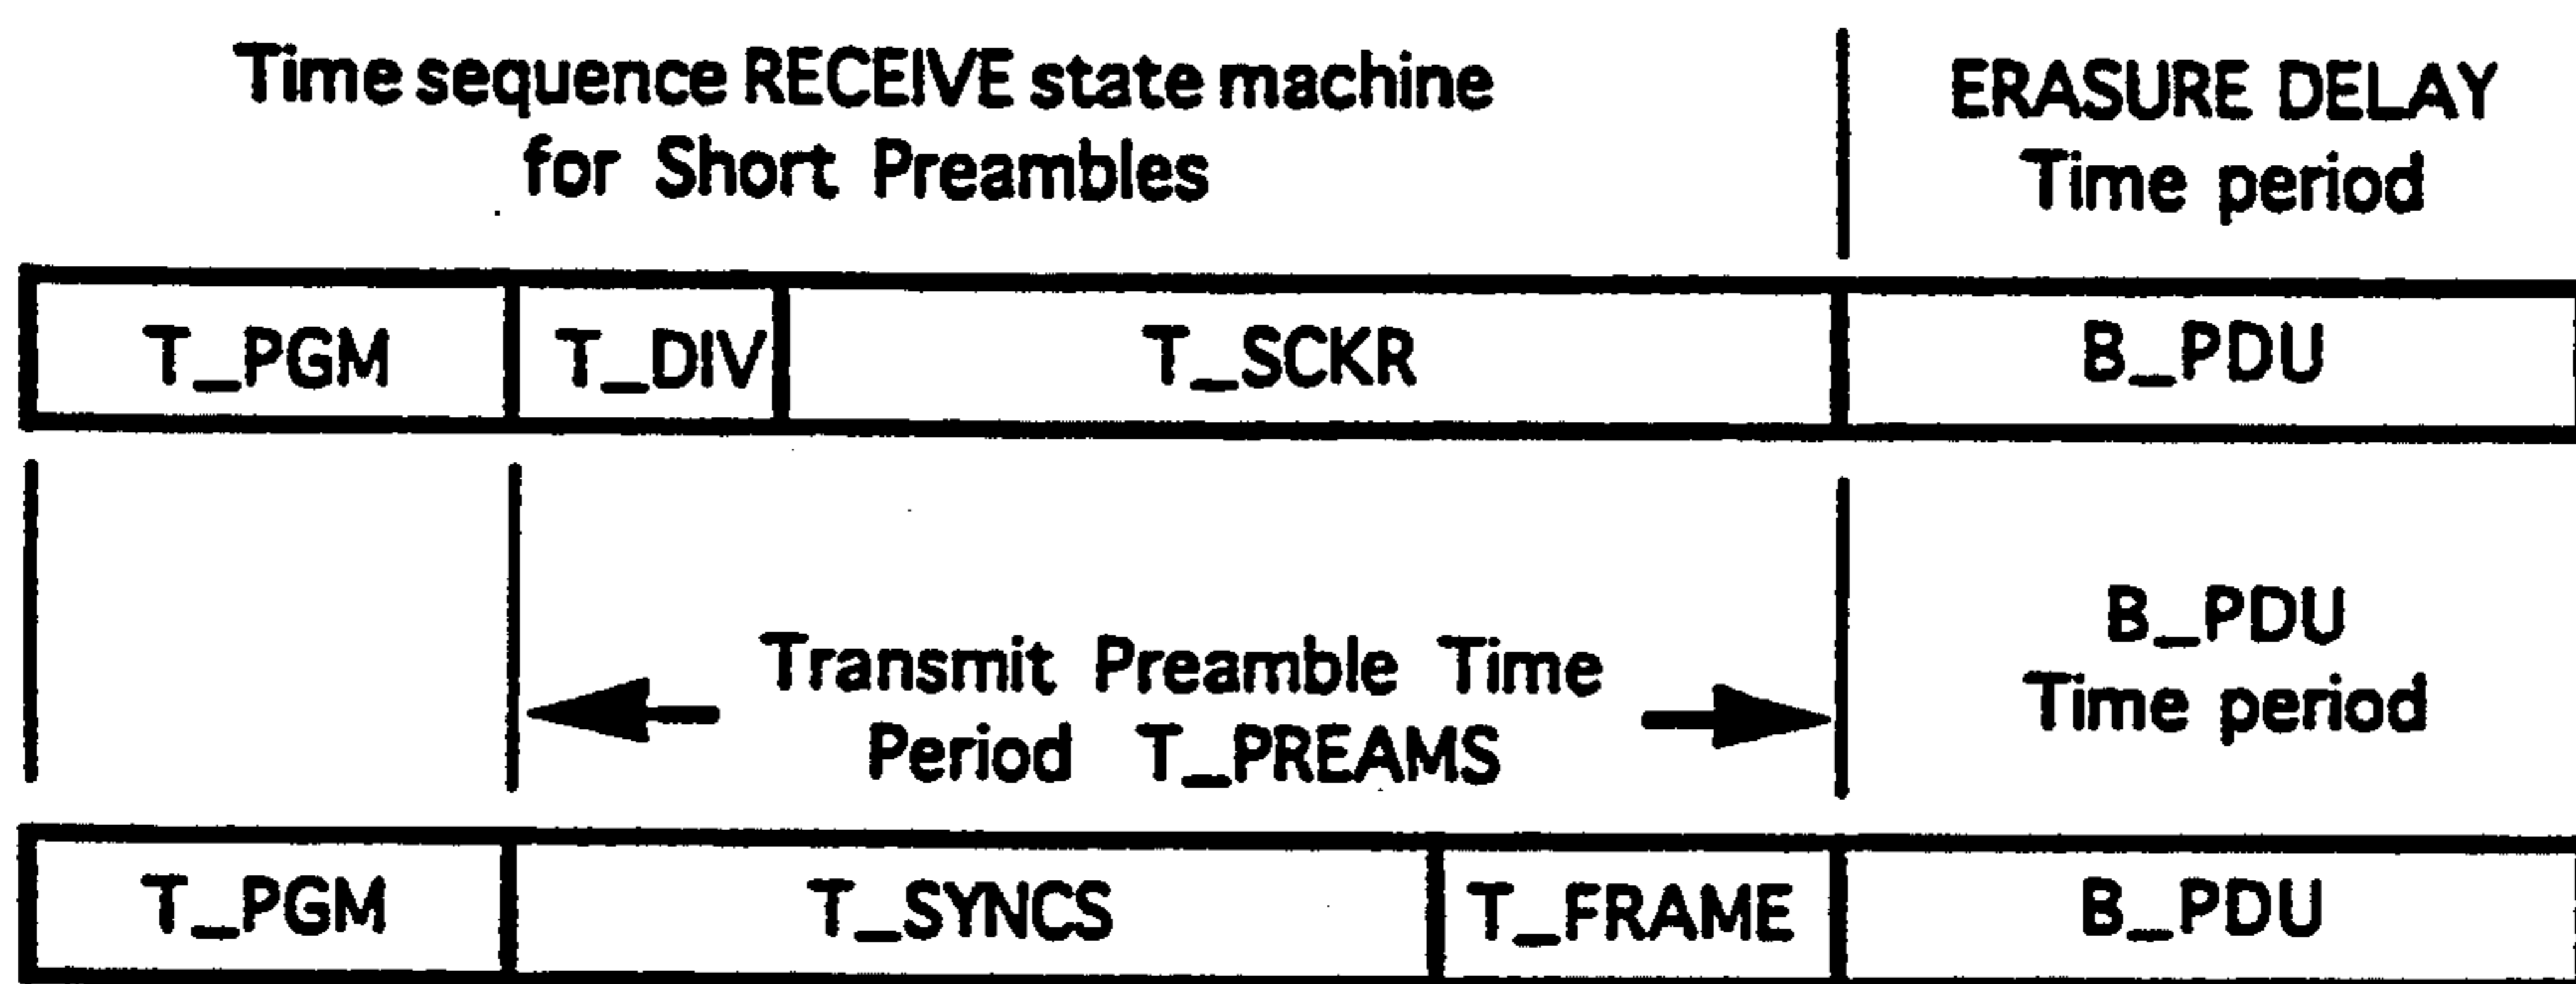 Time sequence RECEIVE state machine
for Short Preambles
ERASURE DELAY
Time period
T_PGM T_DIV T_SCKR B_PDU
Transmit Preamble Time
Period T_PREAMS
B_PDU
Time period
T_PGM T_SYNCS T_FRAME B_PDU